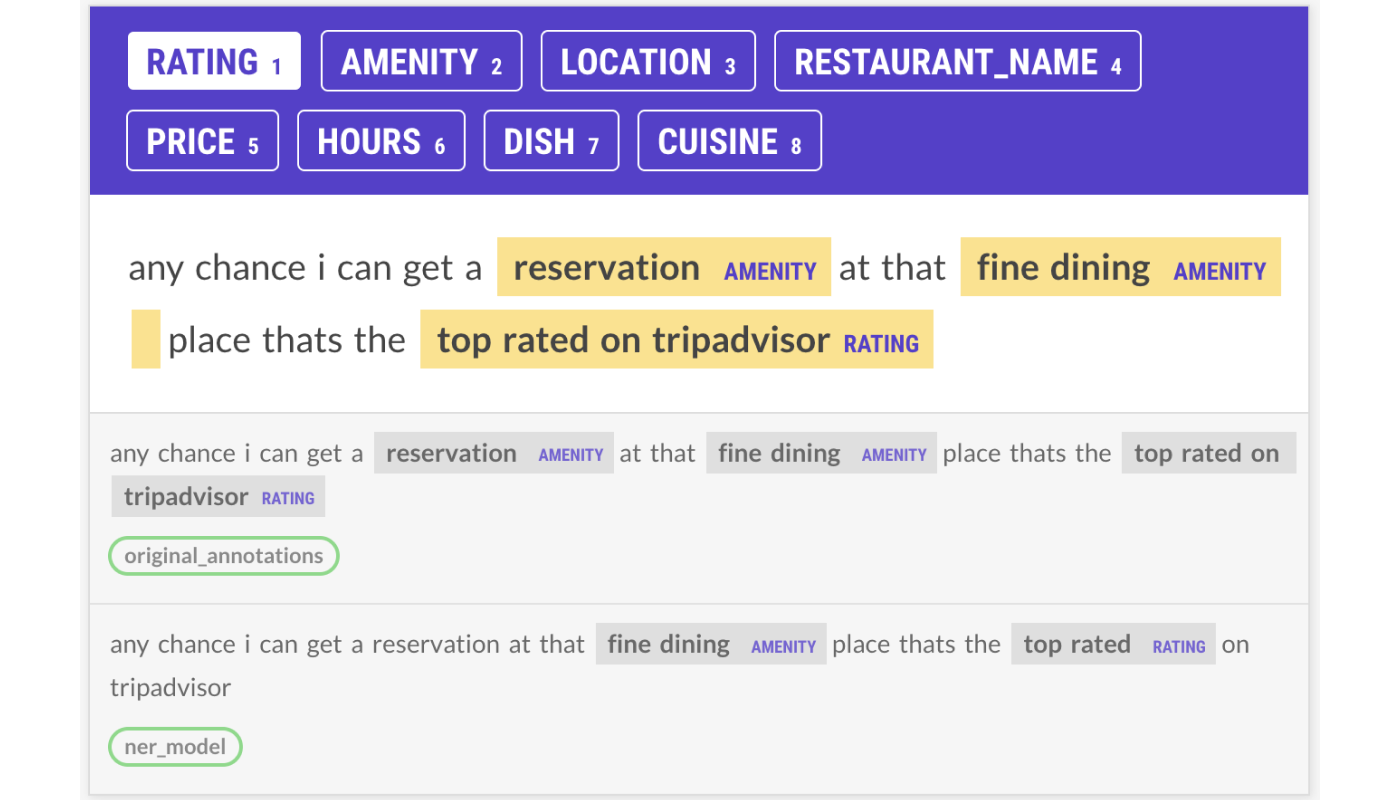 RATING 1 AMENITY 2 LOCATION 3 RESTAURANT_NAME 4
PRICE 5 HOURS 6 DISH 7 CUISINE 8
any chance i can get a reservation AMENITY at that fine dining AMENITY
place thats the top rated on tripadvisor RATING
any chance i can get a reservation AMENITY at that fine dining AMENITY place thats the top rated on
tripadvisor RATING
original_annotations
any chance i can get a reservation at that fine dining AMENITY place thats the top rated RATING on
tripadvisor
ner_model